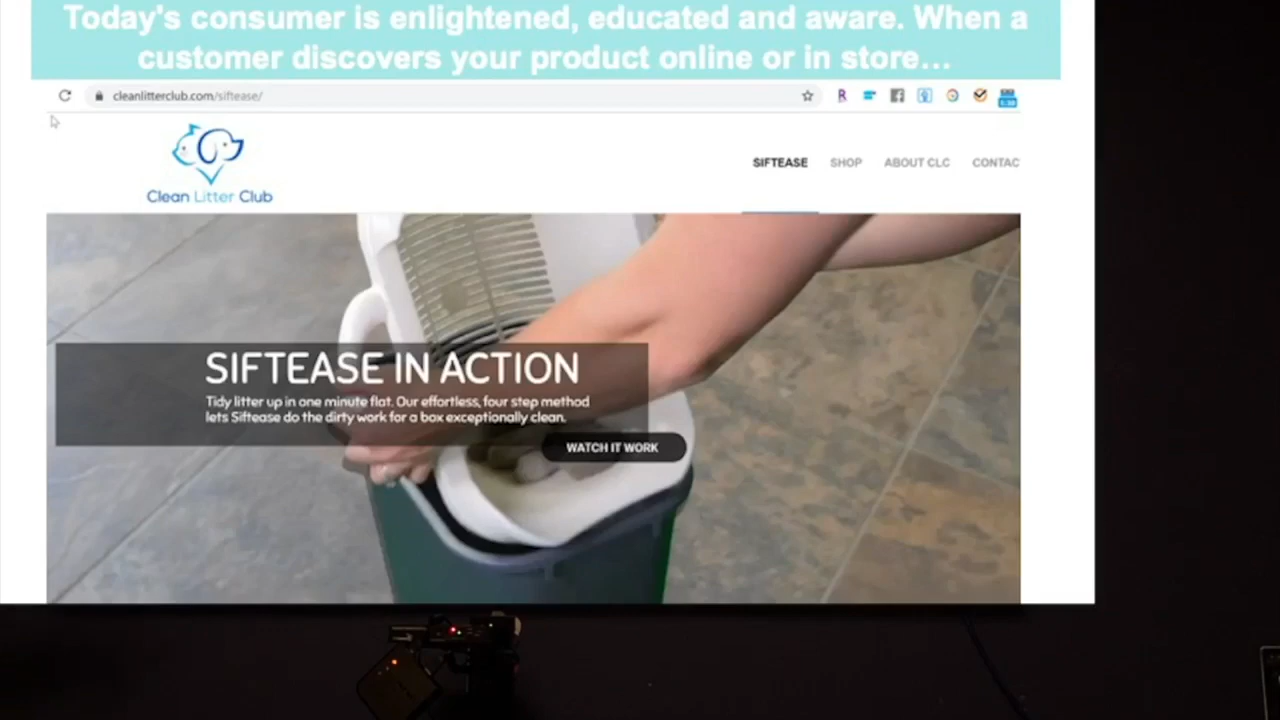 Today's consumer is enlightened, educated and aware. When a
customer discovers your product online or in store...
cleanlitterclub.com/siftease/
Clean Litter Club
SIFTEASE SHOP ABOUT CLC CONTAC
SIFTEASE IN ACTION
Tidy litter up in one minute flat. Our effortless, four step method
lets Siftease do the dirty work for a box exceptionally clean.
WATCH IT WORK